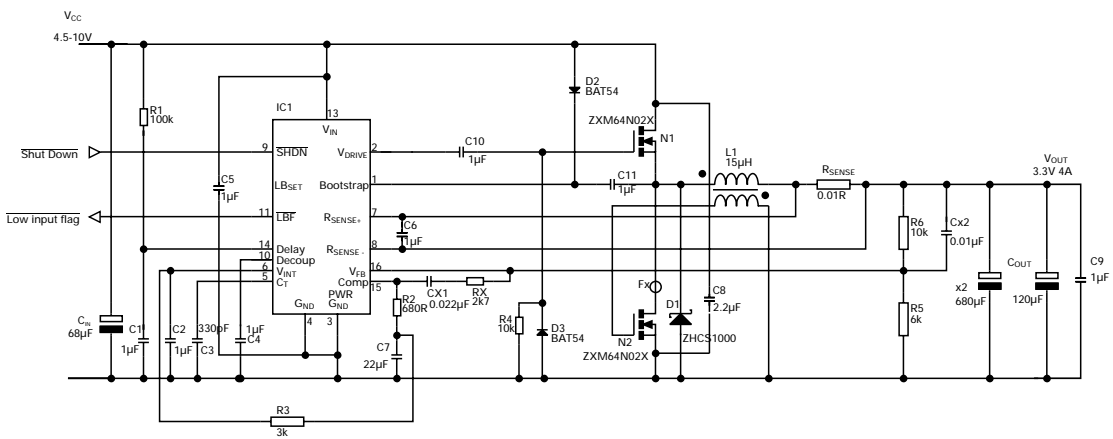 VCC
4.5-10V
D2
BAT54
R1
100k
IC1
13
VIN
ZXM64N02X
N1
C10
1µF
L1
15µH
Shut Down
9
SHDN
VDRIVE
2
RSENSE
0.01R
VOUT
3.3V 4A
C5
1µF
LBSET
Bootstrap
1
C11
1µF
Low input flag
11
LBF
RSENSE+
7
C6
1µF
R6
10k
Cx2
0.01µF
14
Delay
RSENSE -
8
10
Decoup
6
VINT
VFB
16
5
CT
Comp
15
CX1
0.022µF
RX
2k7
C9
1µF
COUT
x2
680µF
120µF
Fx
D1
C8
2.2µF
PWR
GND
GND
4
3
R2
680R
R4
10k
D3
BAT54
N2
ZXM64N02X
ZHCS1000
R5
6k
CIN
68µF
C1
1µF
C2
1µF
330pF
C3
1µF
C4
C7
22µF
R3
3k